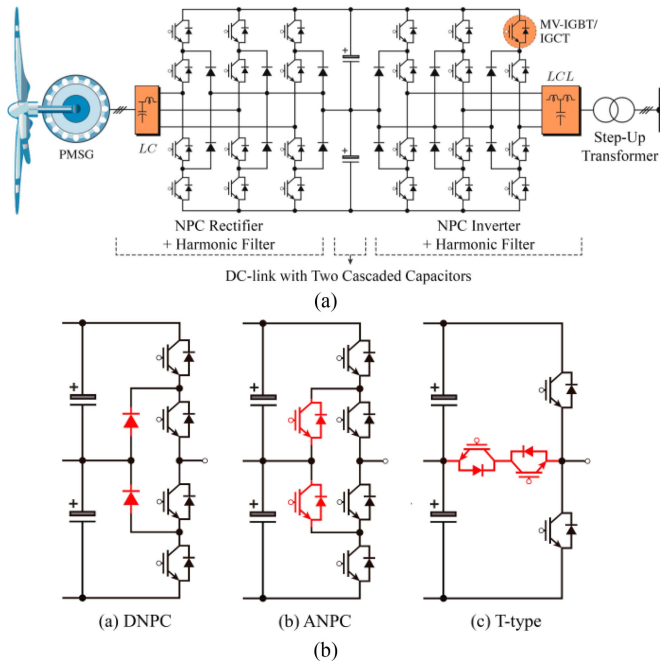 MV-IGBT/
IGCT
LC
LCL
PMSG
Step-Up
Transformer
NPC Rectifier
+ Harmonic Filter
NPC Inverter
+ Harmonic Filter
DC-link with Two Cascaded Capacitors
(a)
+
+
+
+
+
+
+
+
(a) DNPC
(b) ANPC
(c) T-type
(b)